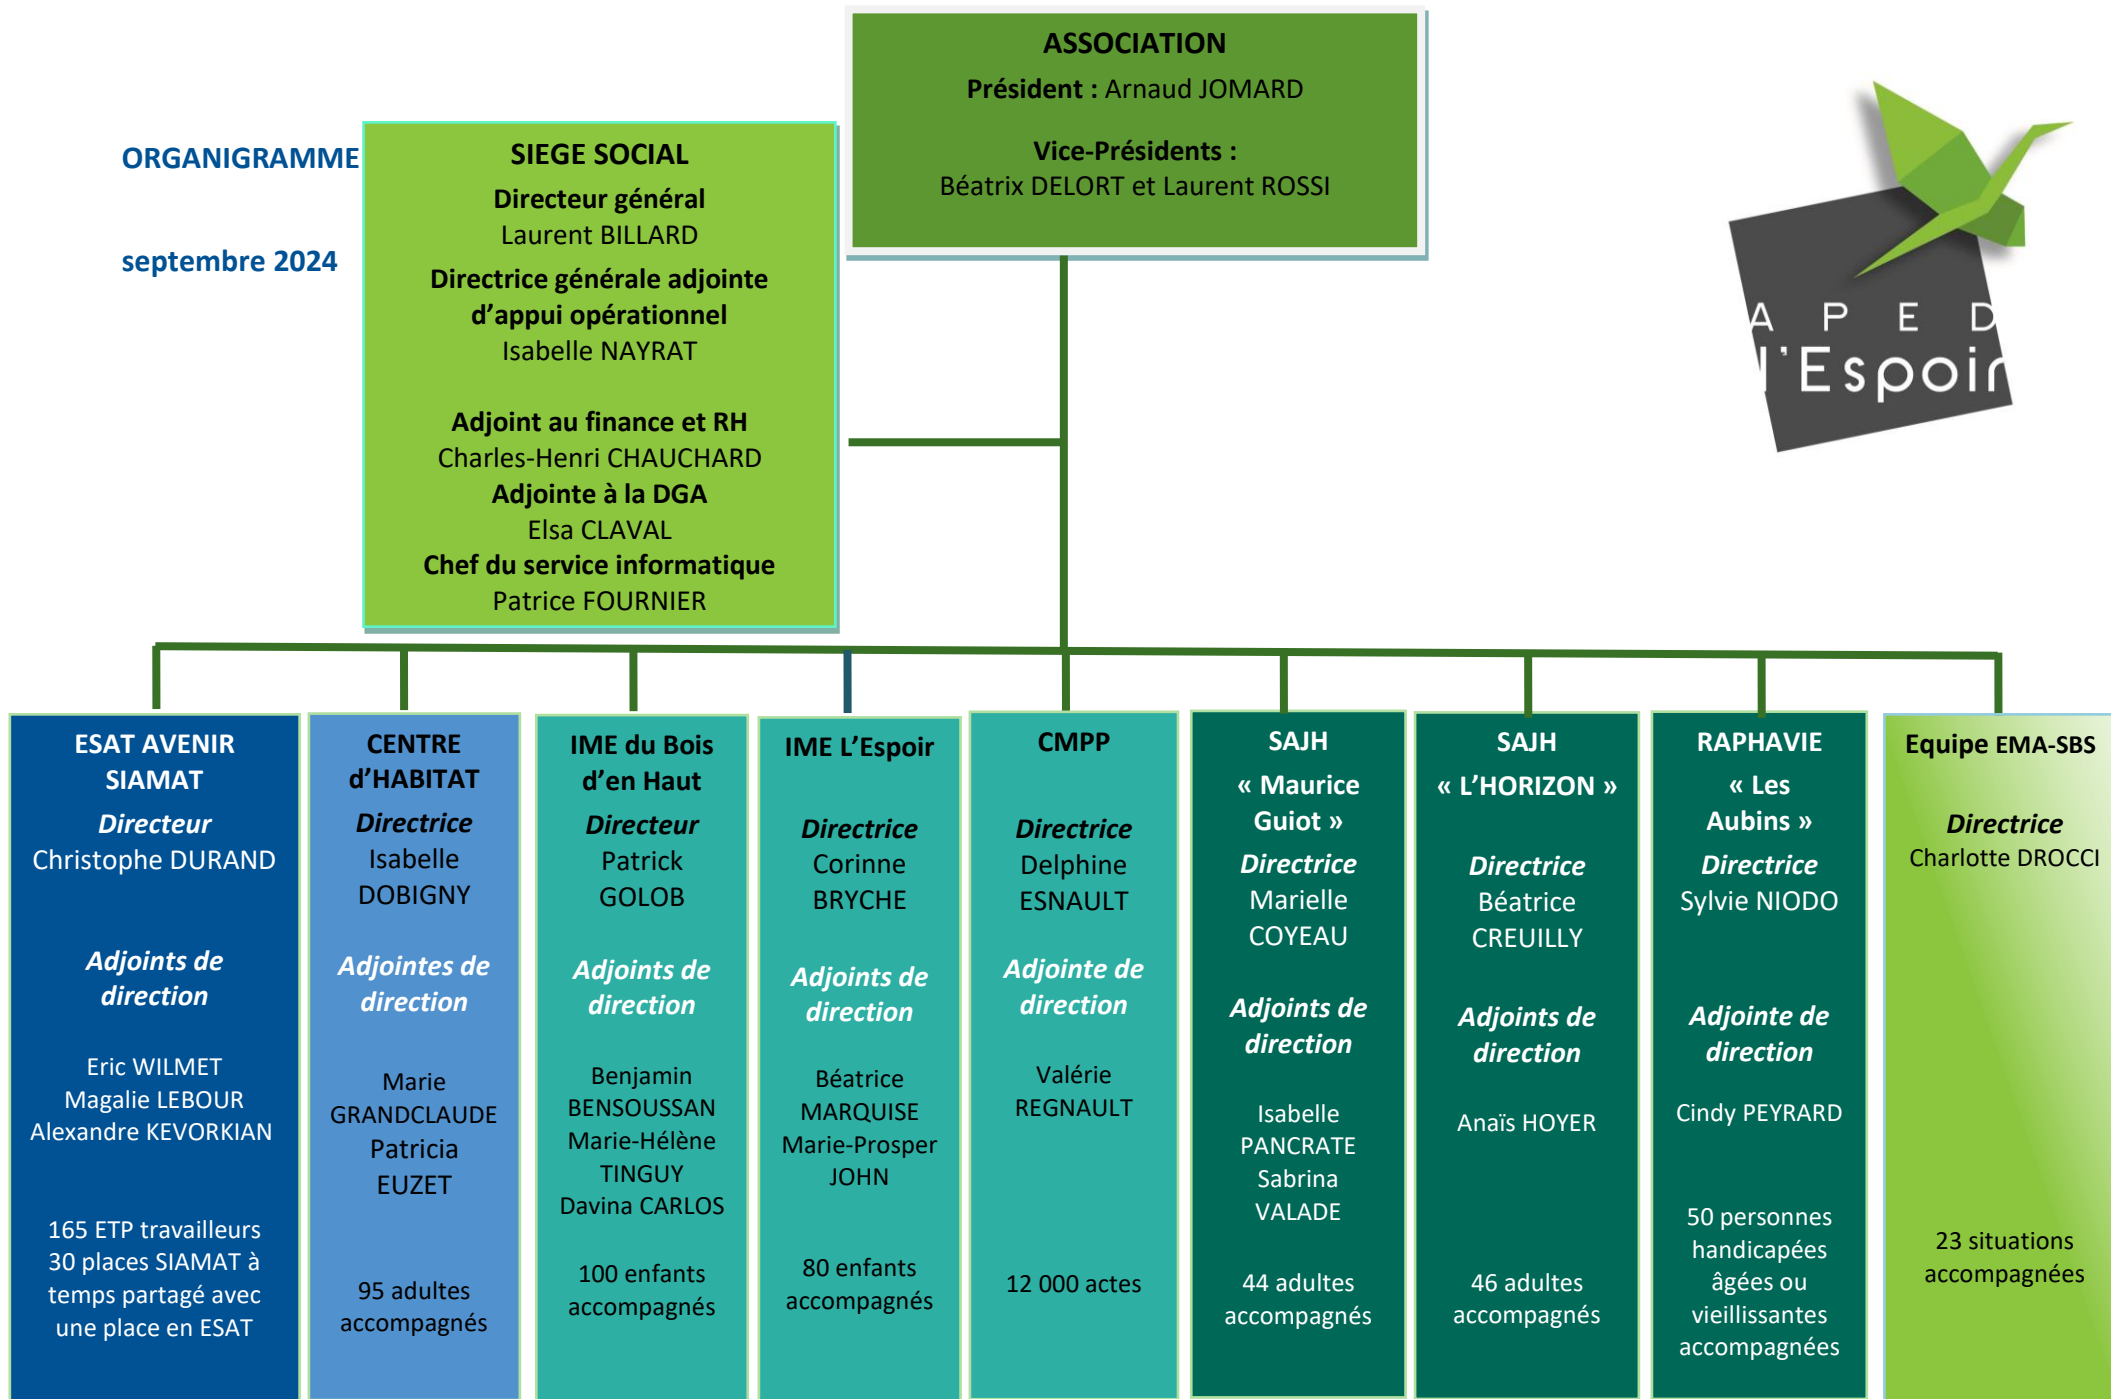 ORGANIGRAMME
septembre 2024
ASSOCIATION
Président : Arnaud JOMARD
Vice-Présidents :
Béatrix DELORT et Laurent ROSSI
SIEGE SOCIAL
Directeur général
Laurent BILLARD
Directrice générale adjointe
d’appui opérationnel
Isabelle NAYRAT
Adjoint au finance et RH
Charles-Henri CHAUCHARD
Adjointe à la DGA
Elsa CLAVAL
Chef du service informatique
Patrice FOURNIER
A P E D
l'Espoir
ESAT AVENIR
SIAMAT
Directeur
Christophe DURAND
Adjoints de
direction
Eric WILMET
Magalie LEBOUR
Alexandre KEVORKIAN
165 ETP travailleurs
30 places SIAMAT à
temps partagé avec
une place en ESAT
CENTRE
d’HABITAT
Directrice
Isabelle
DOBIGNY
Adjointes de
direction
Marie
GRANDCLAUDE
Patricia
EUZET
95 adultes
accompagnés
IME du Bois
d’en Haut
Directeur
Patrick
GOLOB
Adjoints de
direction
Benjamin
BENSOUSSAN
Marie-Hélène
TINGUY
Davina CARLOS
100 enfants
accompagnés
IME L’Espoir
Directrice
Corinne
BRYCHE
Adjoints de
direction
Béatrice
MARQUISE
Marie-Prosper
JOHN
80 enfants
accompagnés
CMPP
Directrice
Delphine
ESNAULT
Adjointe de
direction
Valérie
REGNAULT
12 000 actes
SAJH
« Maurice
Guiot »
Directrice
Marielle
COYEAU
Adjoints de
direction
Isabelle
PANCRATE
Sabrina
VALADE
44 adultes
accompagnés
SAJH
« L’HORIZON »
Directrice
Béatrice
CREUILLY
Adjoints de
direction
Anaïs HOYER
46 adultes
accompagnés
RAPHAVIE
« Les
Aubins »
Directrice
Sylvie NIODO
Adjointe de
direction
Cindy PEYRARD
50 personnes
handicapées
âgées ou
vieillissantes
accompagnées
Equipe EMA-SBS
Directrice
Charlotte DROCCI
23 situations
accompagnées